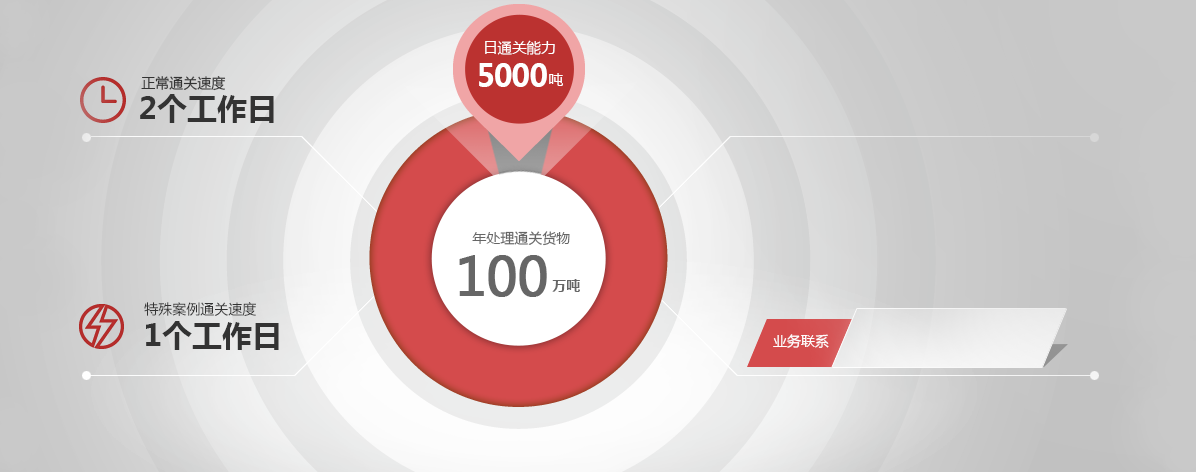 日通关能力
5000吨
正常通关速度
2个工作日
年处理通关货物
100万吨
特殊案例通关速度
1个工作日
业务联系